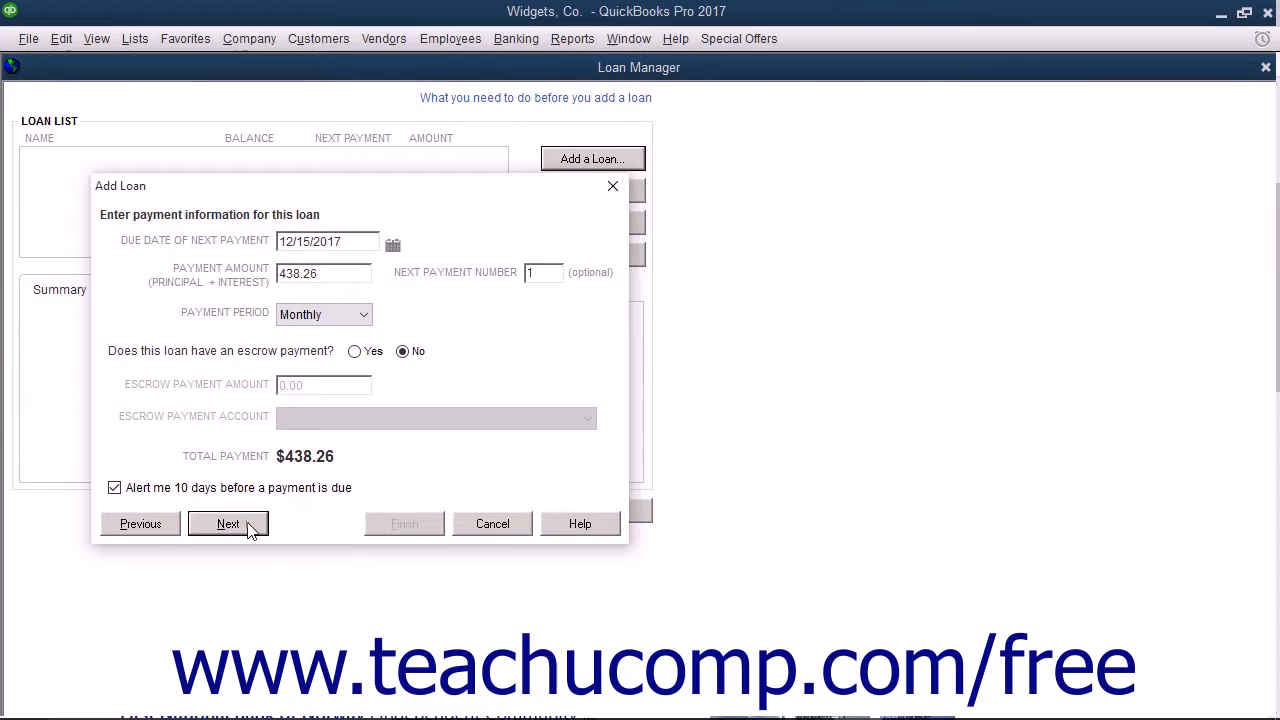 Widgets, Co. - QuickBooks Pro 2017
File Edit View Lists Favorites Company Customers Vendors Employees Banking Reports Window Help Special Offers
Loan Manager
What you need to do before you add a loan
LOAN LIST
NAME BALANCE NEXT PAYMENT AMOUNT
Add a Loan...
Add Loan
Enter payment information for this loan
DUE DATE OF NEXT PAYMENT 12/15/2017
PAYMENT AMOUNT
(PRINCIPAL + INTEREST) 438.26 NEXT PAYMENT NUMBER 1 (optional)
Summary
PAYMENT PERIOD Monthly
Does this loan have an escrow payment? Yes No
ESCROW PAYMENT AMOUNT 0.00
ESCROW PAYMENT ACCOUNT
TOTAL PAYMENT $438.26
Alert me 10 days before a payment is due
Previous Next Finish Cancel Help
www.teachucomp.com/free